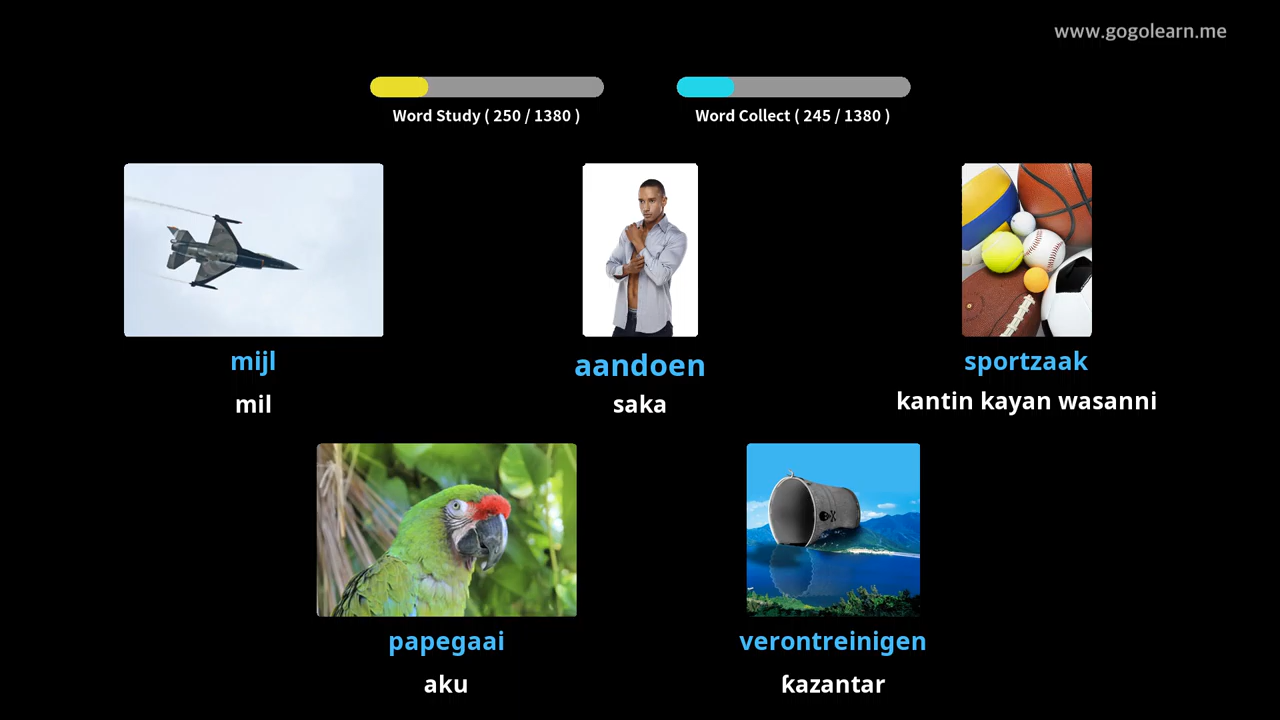 www.gogolearn.me
Word Study ( 250 / 1380 )
Word Collect ( 245 / 1380 )
mijl
aandoen
sportzaak
mil
saka
kantin kayan wasanni
papegaai
verontreinigen
aku
ƙazantar